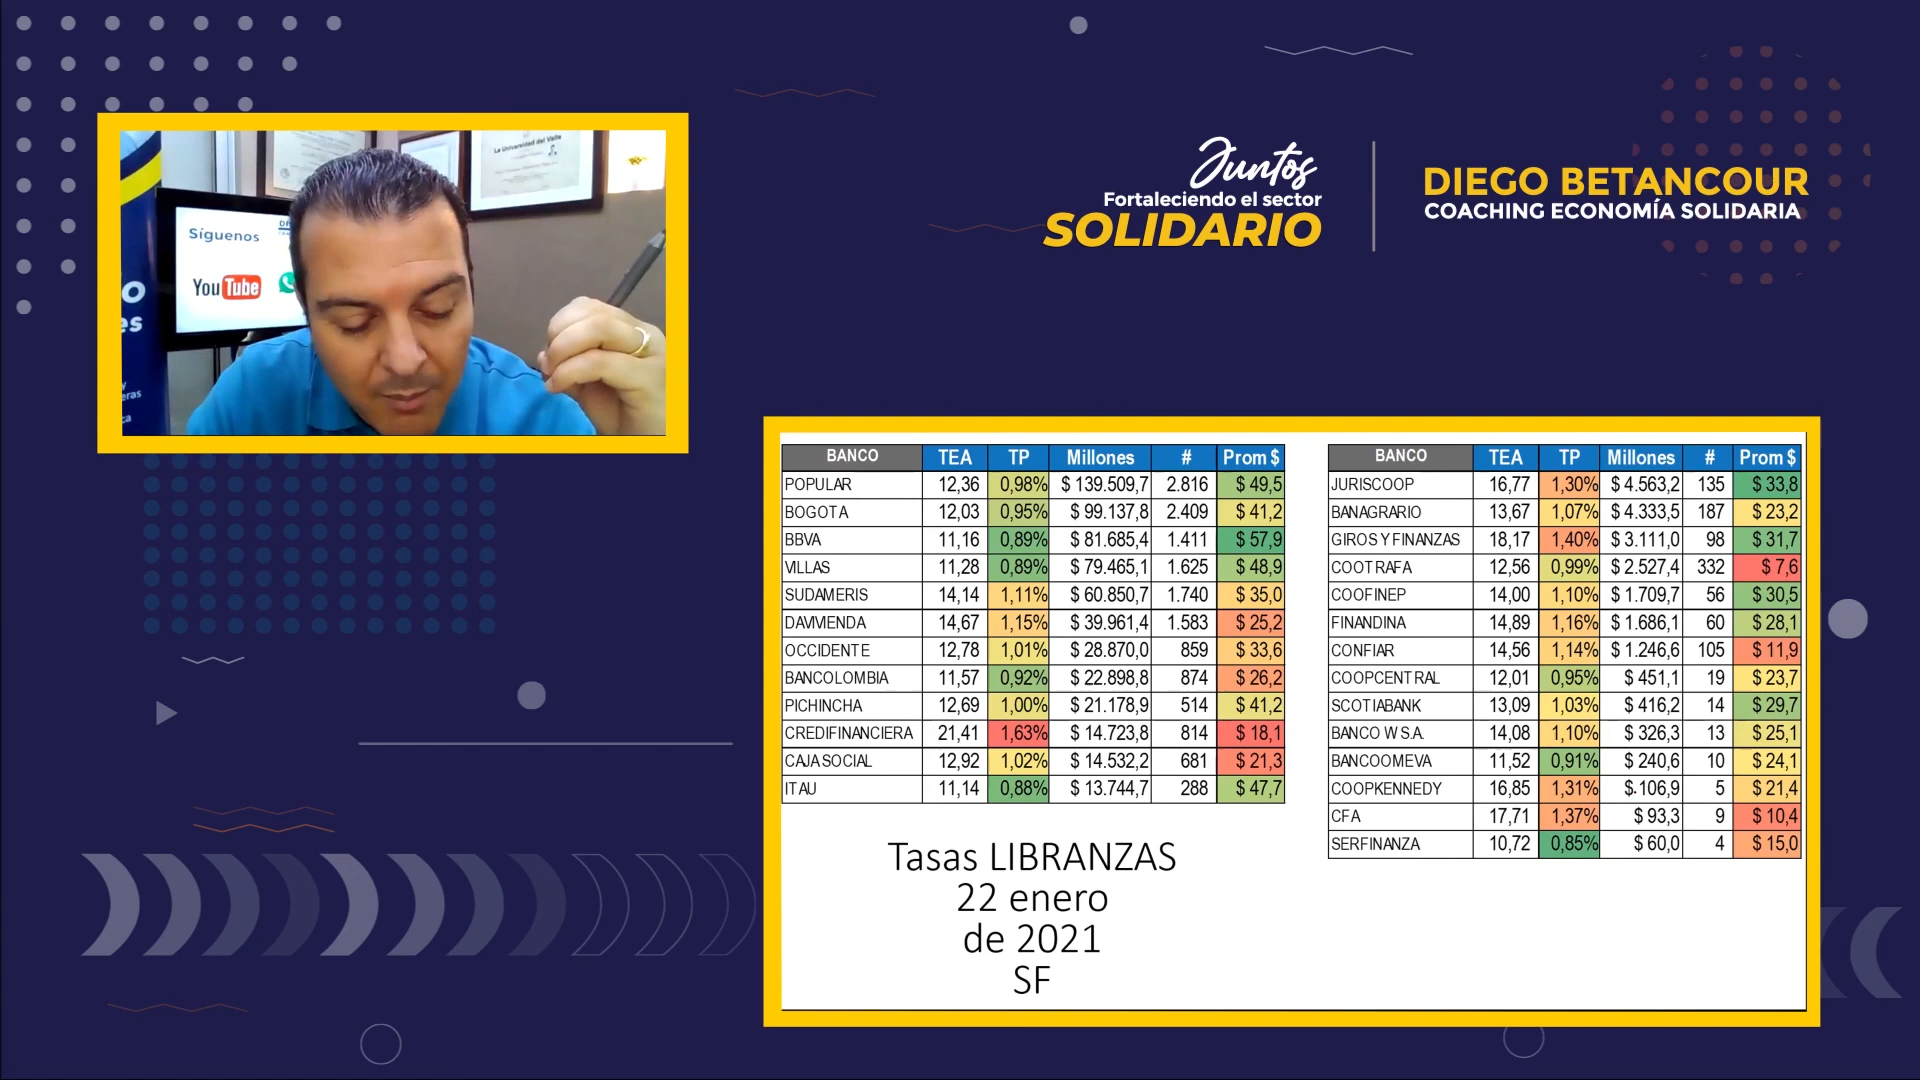 La Universidad del Valle
Síguenos
YouTube
Juntos
Fortaleciendo el sector
SOLIDARIO
DIEGO BETANCOUR
COACHING ECONOMÍA SOLIDARIA
BANCO TEA TP Millones # Prom $
POPULAR 12,36 0,98% $ 139.509,7 2.816 $ 49,5
BOGOTA 12,03 0,95% $ 99.137,8 2.409 $ 41,2
BBVA 11,16 0,89% $ 81.685,4 1.411 $ 57,9
VILLAS 11,28 0,89% $ 79.465,1 1.625 $ 48,9
SUDAMERIS 14,14 1,11% $ 60.850,7 1.740 $ 35,0
DAVIVIENDA 14,67 1,15% $ 39.961,4 1.583 $ 25,2
OCCIDENTE 12,78 1,01% $ 28.870,0 859 $ 33,6
BANCOLOMBIA 11,57 0,92% $ 22.898,8 874 $ 26,2
PICHINCHA 12,69 1,00% $ 21.178,9 514 $ 41,2
CREDIFINANCIERA 21,41 1,63% $ 14.723,8 814 $ 18,1
CAJA SOCIAL 12,92 1,02% $ 14.532,2 681 $ 21,3
ITAU 11,14 0,88% $ 13.744,7 288 $ 47,7
BANCO TEA TP Millones # Prom $
JURISCOOP 16,77 1,30% $ 4.563,2 135 $ 33,8
BANAGRARIO 13,67 1,07% $ 4.333,5 187 $ 23,2
GIROS Y FINANZAS 18,17 1,40% $ 3.111,0 98 $ 31,7
COOTRAFA 12,56 0,99% $ 2.527,4 332 $ 7,6
COOFINEP 14,00 1,10% $ 1.709,7 56 $ 30,5
FINANDINA 14,89 1,16% $ 1.686,1 60 $ 28,1
CONFIAR 14,56 1,14% $ 1.246,6 105 $ 11,9
COOPCENTRAL 12,01 0,95% $ 451,1 19 $ 23,7
SCOTIABANK 13,09 1,03% $ 416,2 14 $ 29,7
BANCO W S.A. 14,08 1,10% $ 326,3 13 $ 25,1
BANCOOMEVA 11,52 0,91% $ 240,6 10 $ 24,1
COOPKENNEDY 16,85 1,31% $ 106,9 5 $ 21,4
CFA 17,71 1,37% $ 93,3 9 $ 10,4
SERFINANZA 10,72 0,85% $ 60,0 4 $ 15,0
Tasas LIBRANZAS
22 enero
de 2021
SF